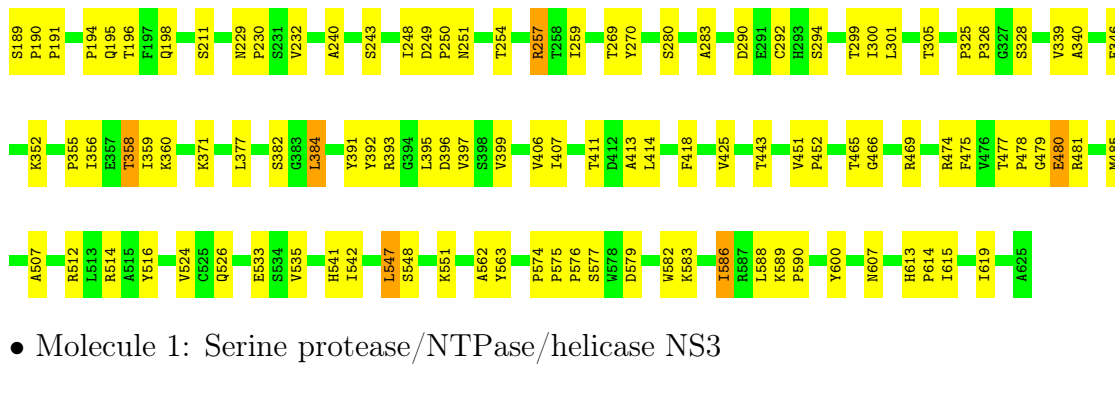 S189 P190 P191 P194 Q195 T196 F197 Q198 S211 N229 P230 S231 V232 A240 S243 I248 D249 P250 N251 T254 R257 T258 I259 T269 Y270 S280 A283 D290 E291 C292 H293 S294 T299 I300 L301 T305 P325 P326 G327 S328 V339 A340
K352 P355 I356 E357 T358 I359 K360 K371 L377 S382 G383 L384 Y391 Y392 R393 G394 L395 D396 V397 S398 V399 V406 I407 T411 D412 A413 L414 F418 V425 T443 V451 P452 T465 G466 R469 R474 F475 V476 T477 P478 G479 E480 R481
A507 R512 L513 R514 A515 Y516 V524 C525 Q526 E533 S534 V535 H541 I542 L547 S548 K551 A562 Y563 P574 P575 P576 S577 W578 D579 W582 K583 I586 R587 L588 K589 P590 Y600 N607 H613 P614 I615 I619 A625
• Molecule 1: Serine protease/NTPase/helicase NS3